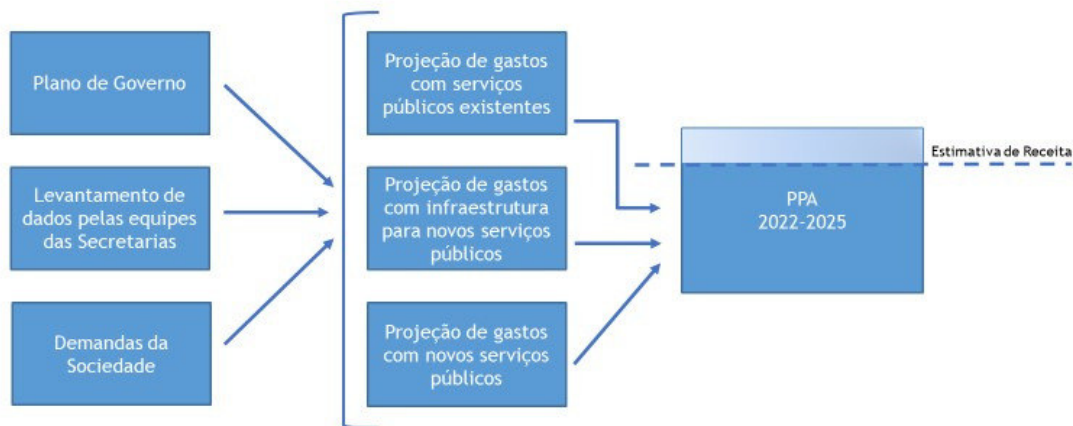 Plano de Governo
Levantamento de
dados pelas equipes
das Secretarias
Demandas da
Sociedade
Projeção de gastos
com serviços
públicos existentes
Projeção de gastos
com infraestrutura
para novos serviços
públicos
Projeção de gastos
com novos serviços
públicos
Estimativa de Receita
PPA
2022-2025